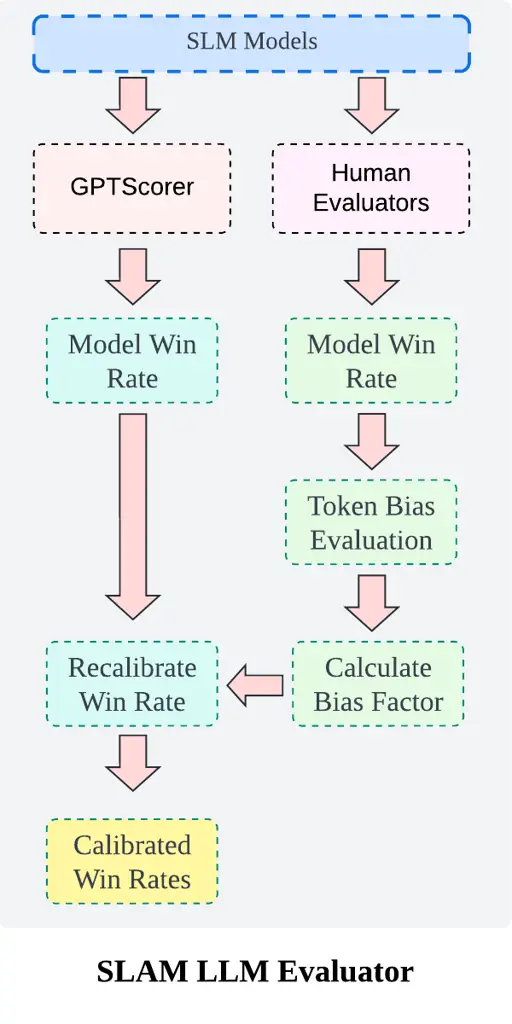 SLM Models
GPTScorer
Human
Evaluators
Model Win
Rate
Model Win
Rate
Token Bias
Evaluation
Recalibrate
Win Rate
Calculate
Bias Factor
Calibrated
Win Rates
SLAM LLM Evaluator